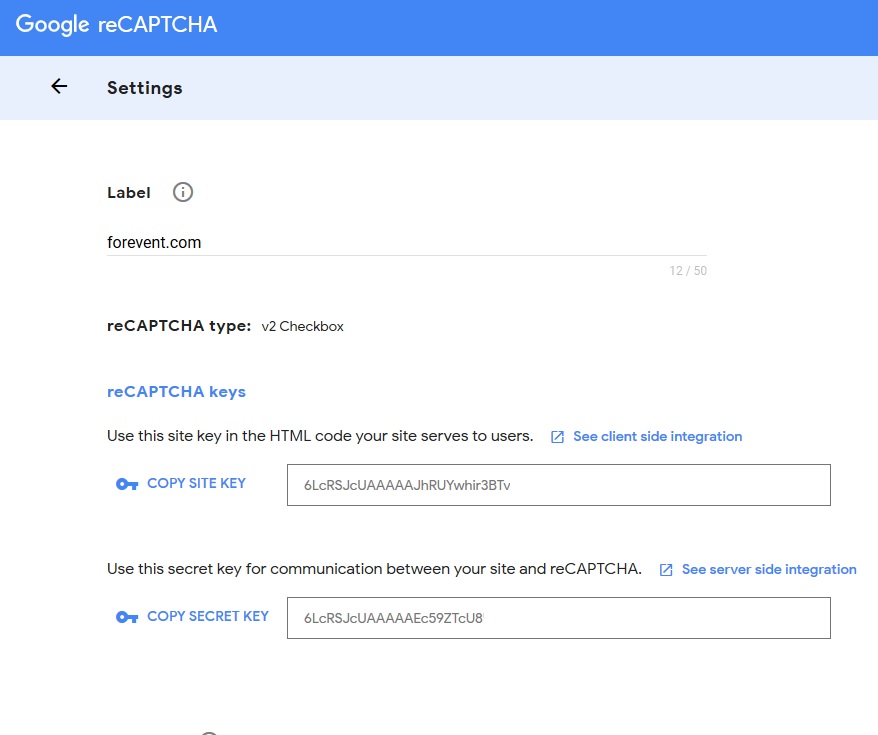 Google reCAPTCHA
Settings
Label
forevent.com
12 / 50
reCAPTCHA type: v2 Checkbox
reCAPTCHA keys
Use this site key in the HTML code your site serves to users. See client side integration
COPY SITE KEY 6LcRSJcUAAAAAJhRUYwhir3BTv
Use this secret key for communication between your site and reCAPTCHA. See server side integration
COPY SECRET KEY 6LcRSJcUAAAAAEc59ZTcU8